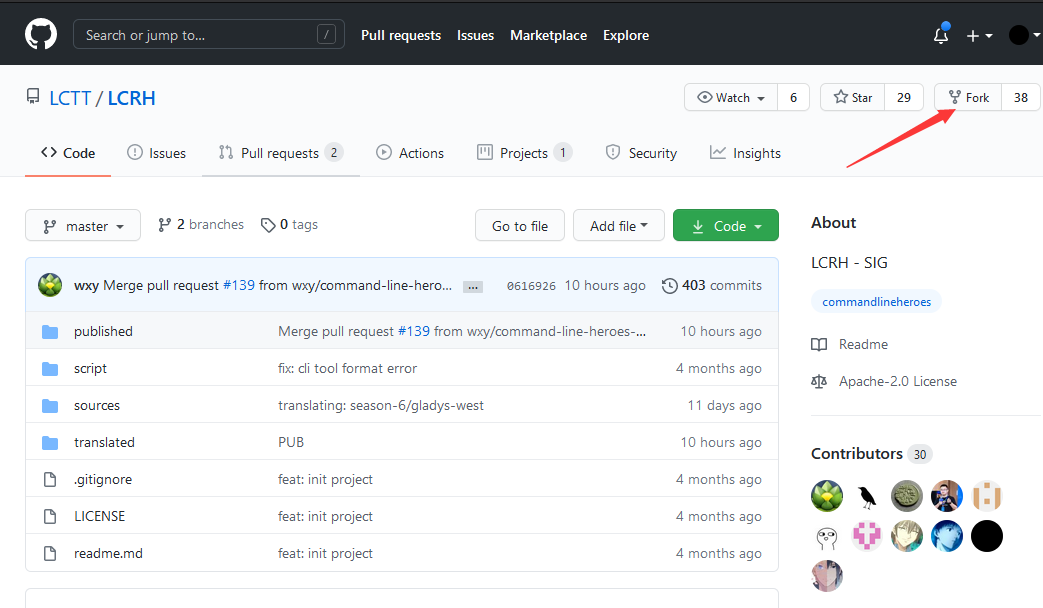 Search or jump to... / Pull requests Issues Marketplace Explore
LCTT / LCRH Watch 6 Star 29 Fork 38
Code Issues Pull requests 2 Actions Projects 1 Security Insights
master 2 branches 0 tags Go to file Add file Code
wxy Merge pull request #139 from wxy/command-line-hero... ... 0616926 10 hours ago 403 commits
published Merge pull request #139 from wxy/command-line-heroes-... 10 hours ago
script fix: cli tool format error 4 months ago
sources translating: season-6/gladys-west 11 days ago
translated PUB 10 hours ago
.gitignore feat: init project 4 months ago
LICENSE feat: init project 4 months ago
readme.md feat: init project 4 months ago
About
LCRH - SIG
commandlineheroes
Readme
Apache-2.0 License
Contributors 30